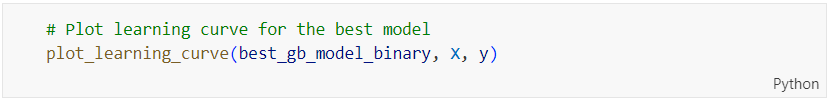 # Plot learning curve for the best model
plot_learning_curve(best_gb_model_binary, X, y)
Python